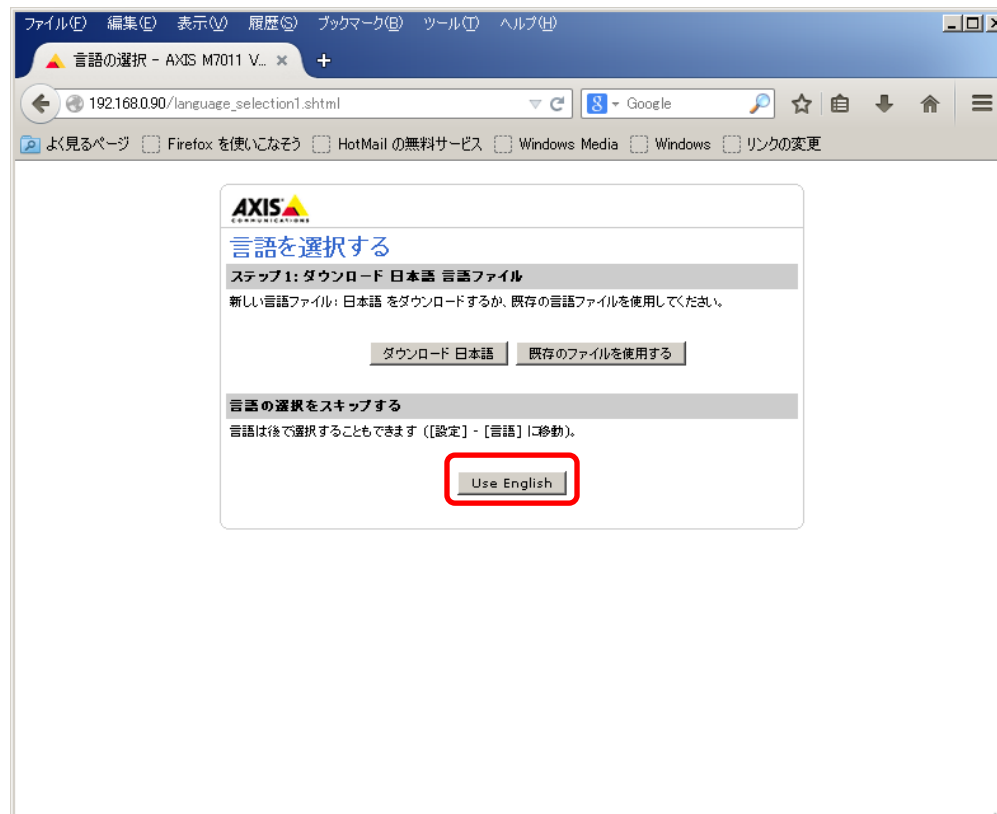 ファイル(F) 編集(E) 表示(V) 履歴(S) ブックマーク(B) ツール(T) ヘルプ(H)
言語の選択 - AXIS M7011 V...
192.168.0.90/language_selection1.shtml
Google
よく見るページ Firefox を使いこなそう HotMail の無料サービス Windows Media Windows リンクの変更
AXIS
COMMUNICATIONS
言語を選択する
ステップ1: ダウンロード 日本語 言語ファイル
新しい言語ファイル: 日本語 をダウンロードするか、既存の言語ファイルを使用してください。
ダウンロード 日本語 既存のファイルを使用する
言語の選択をスキップする
言語は後で選択することもできます ([設定] - [言語] に移動)。
Use English